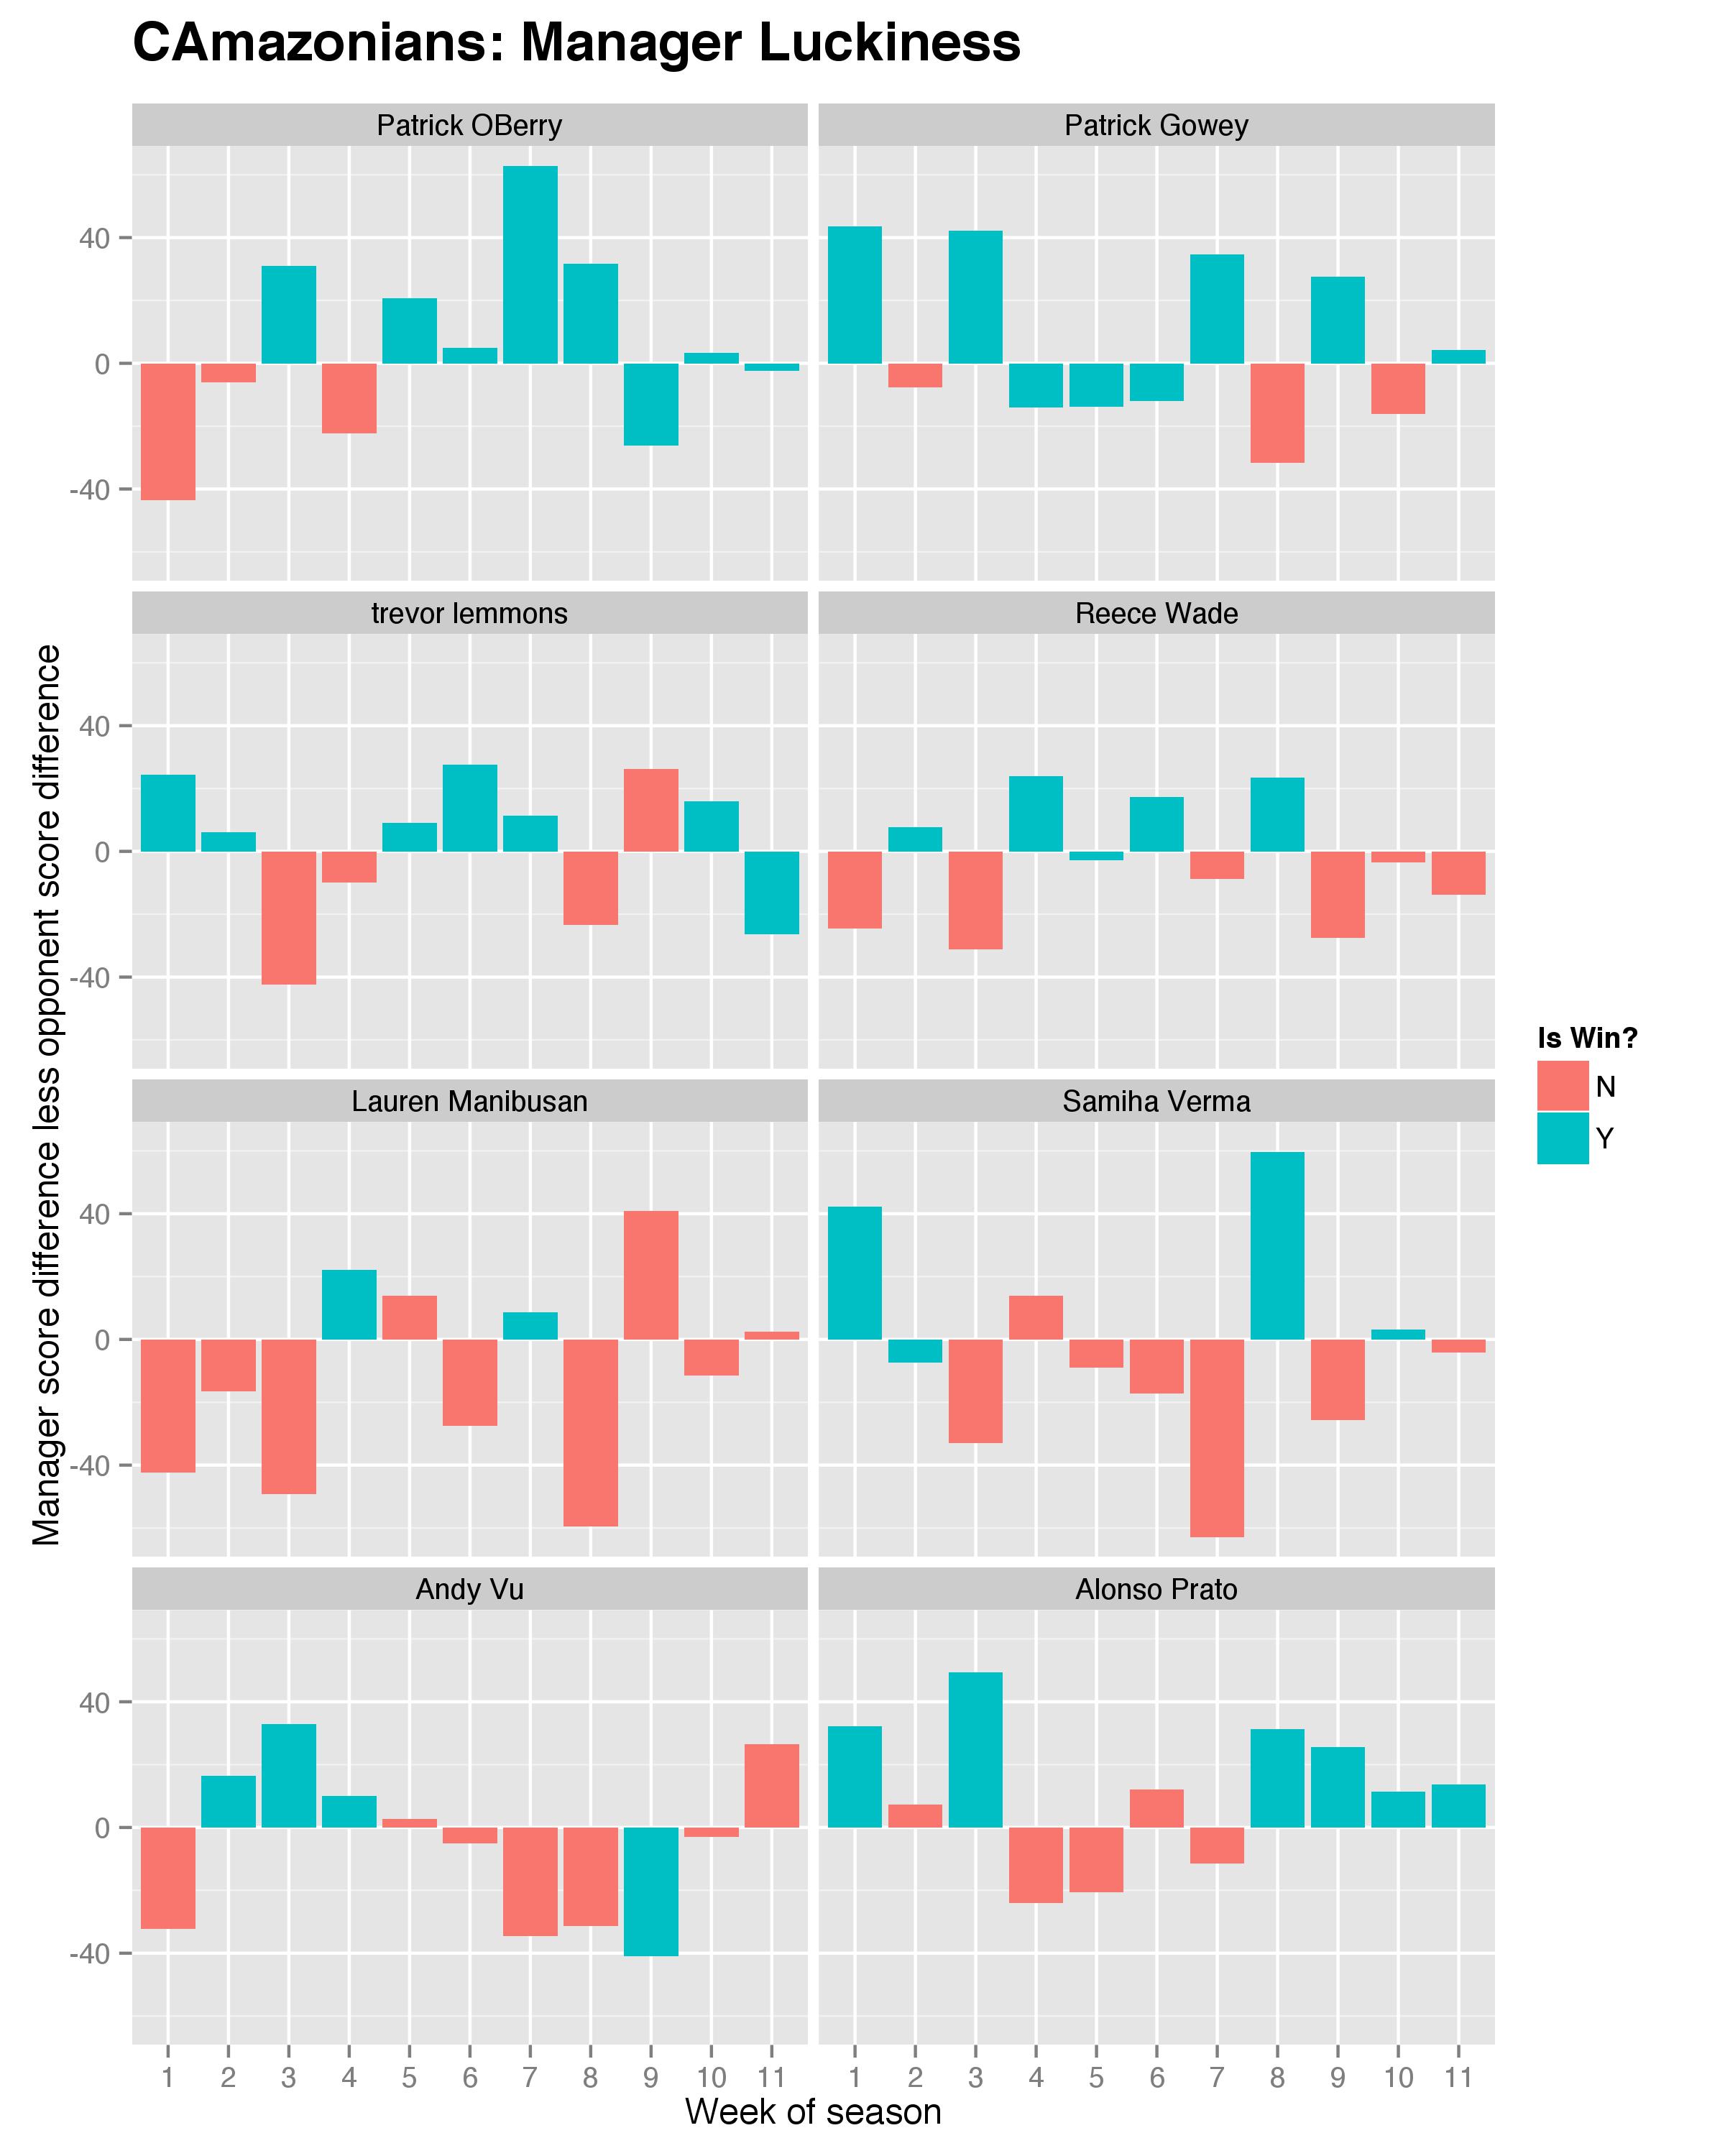 CAmazonians: Manager Luckiness
Patrick OBerry
Patrick Gowey
40
0
-40
trevor lemmons
Reece Wade
40
0
-40
Lauren Manibusan
Samiha Verma
40
0
-40
Andy Vu
Alonso Prato
40
0
-40
1 2 3 4 5 6 7 8 9 10 11
1 2 3 4 5 6 7 8 9 10 11
Week of season
Manager score difference less opponent score difference
Is Win?
N
Y